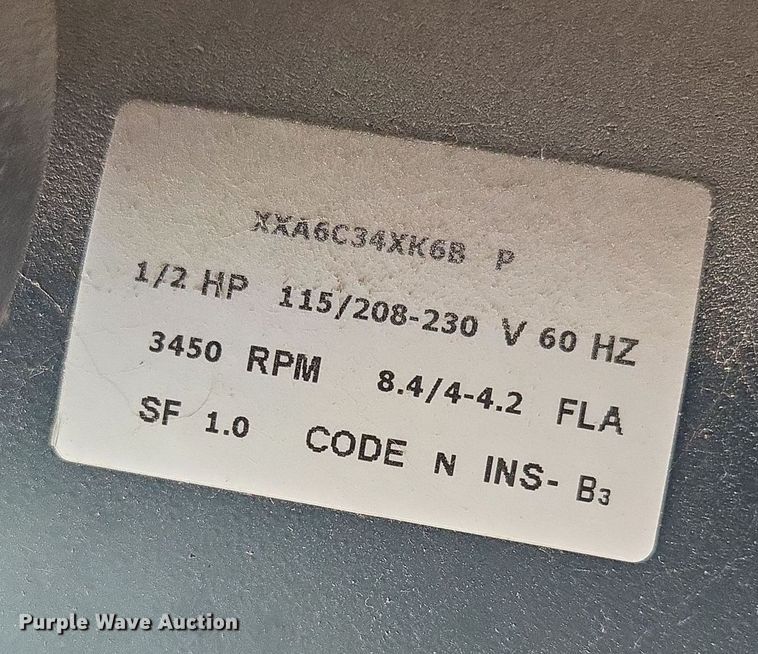 XXA6C34XK6B P
1/2 HP 115/208-230 V 60 HZ
3450 RPM 8.4/4-4.2 FLA
SF 1.0 CODE N INS- B3
Purple Wave Auction